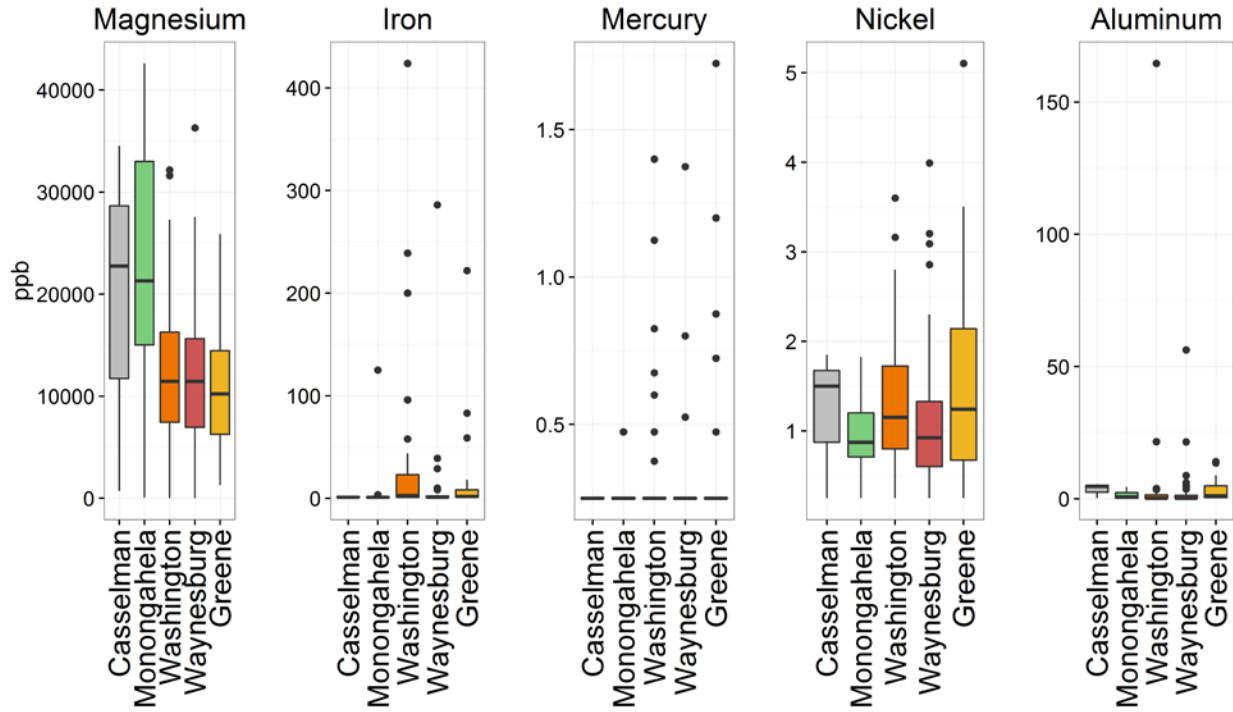 Magnesium
Iron
Mercury
Nickel
Aluminum
ppb
40000
30000
20000
10000
0
400
300
200
100
0
1.5
1.0
0.5
5
4
3
2
1
150
100
50
0
Casselman
Monongahela
Washington
Waynesburg
Greene
Casselman
Monongahela
Washington
Waynesburg
Greene
Casselman
Monongahela
Washington
Waynesburg
Greene
Casselman
Monongahela
Washington
Waynesburg
Greene
Casselman
Monongahela
Washington
Waynesburg
Greene